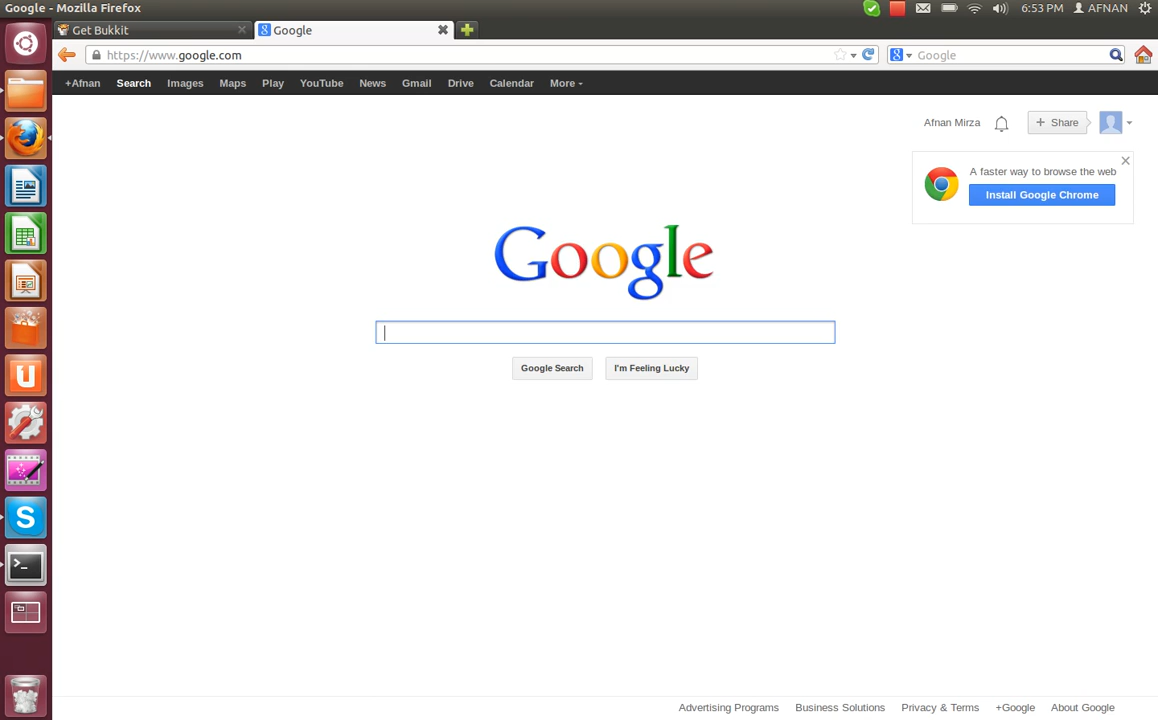 Google - Mozilla Firefox
6:53 PM AFNAN
Get Bukkit
Google
https://www.google.com
Google
+Afnan Search Images Maps Play YouTube News Gmail Drive Calendar More
Afnan Mirza
+ Share
A faster way to browse the web
Install Google Chrome
Google
Google Search
I'm Feeling Lucky
Advertising Programs Business Solutions Privacy & Terms +Google About Google